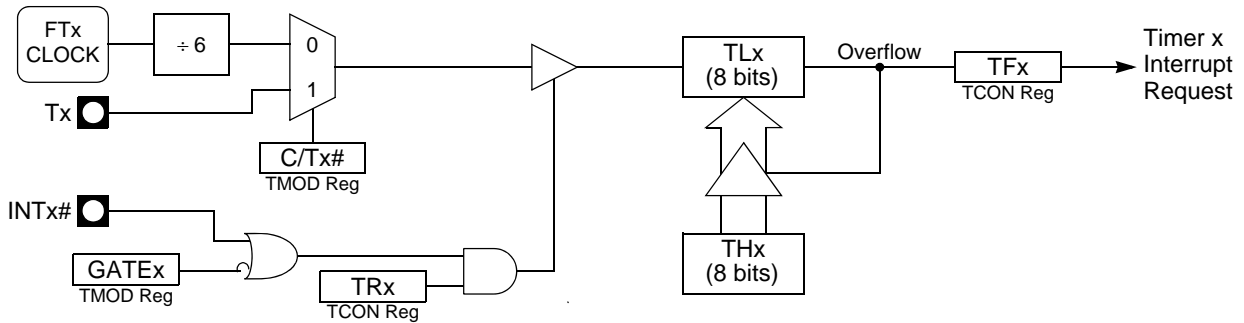 FTx
CLOCK
÷ 6
0
1
Tx
C/Tx#
TMOD Reg
TLx
(8 bits)
Overflow
TFx
TCON Reg
Timer x
Interrupt
Request
INTx#
GATEx
TMOD Reg
TRx
TCON Reg
THx
(8 bits)